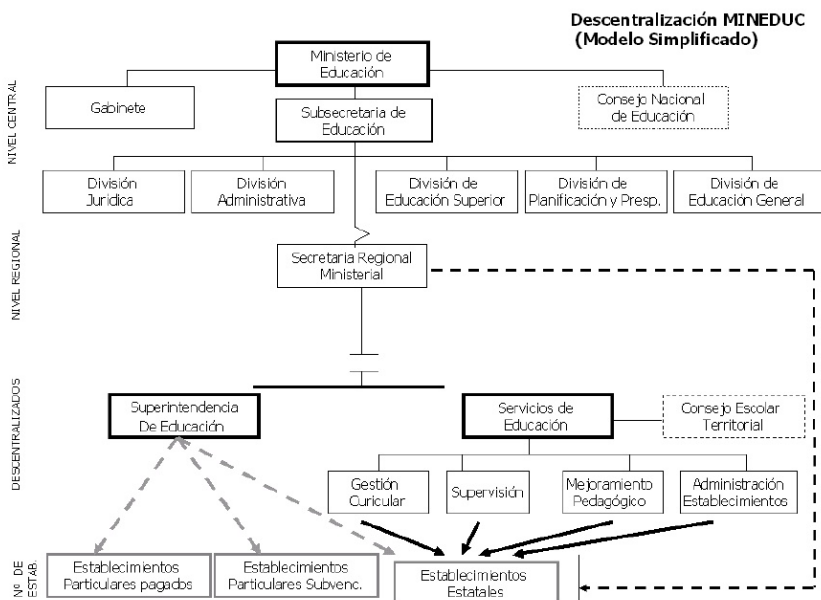 Descentralización MINEDUC
(Modelo Simplificado)
Ministerio de
Educación
NIVEL CENTRAL
Gabinete
Subsecretaria de
Educación
Consejo Nacional
de Educación
División
Juridica
División
Administrativa
División de
Educación Superior
División de
Planificación y Presp.
División de
Educación General
NIVEL REGIONAL
Secretaria Regional
Ministerial
DESCENTRALIZADOS
Superintendencia
De Educación
Servicios de
Educación
Consejo Escolar
Territorial
Gestión
Curicular
Supervisión
Mejoramiento
Pedagógico
Administración
Establecimientos
Nº DE
ESTAB.
Establecimientos
Particulares pagados
Establecimientos
Particulares Subvenc.
Establecimientos
Estatales